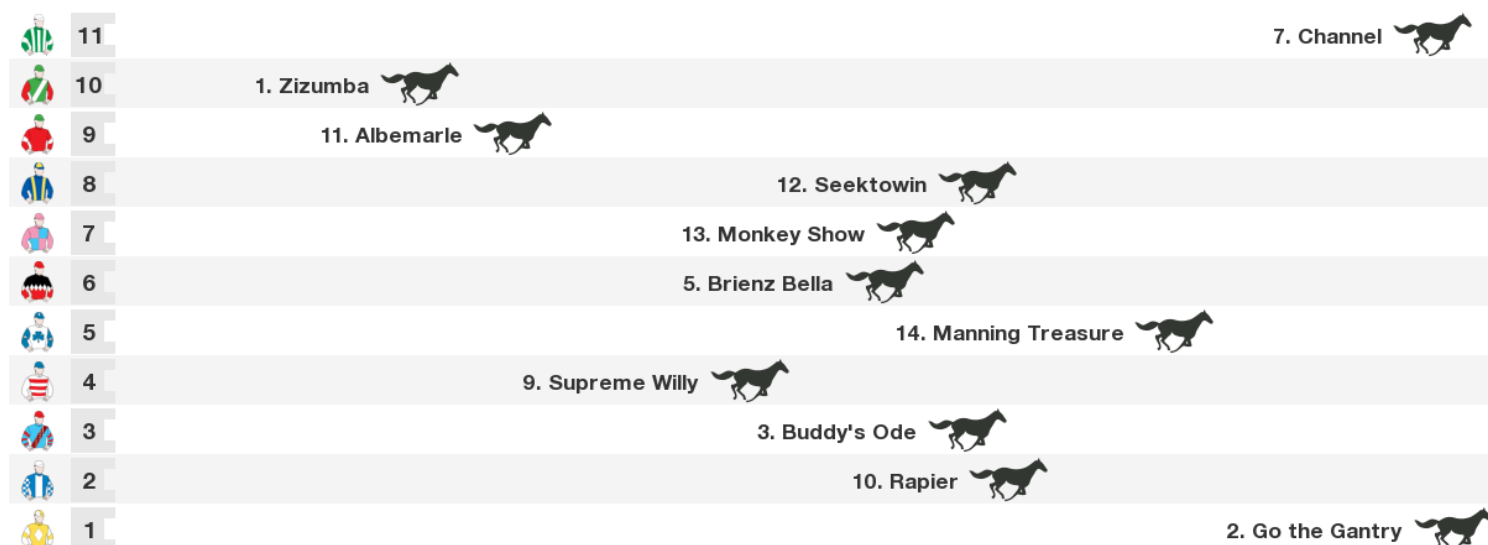 11 7. Channel
10 1. Zizumba
9 11. Albemarle
8 12. Seektowin
7 13. Monkey Show
6 5. Brienz Bella
5 14. Manning Treasure
4 9. Supreme Willy
3 3. Buddy's Ode
2 10. Rapier
1 2. Go the Gantry